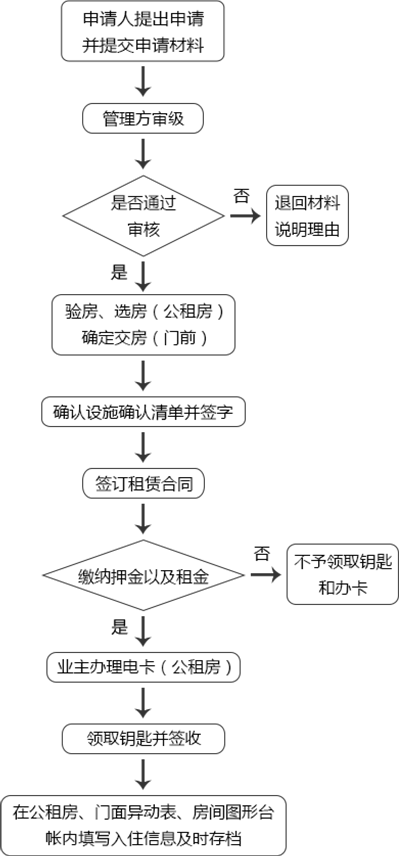 申请人提出申请
并提交申请材料
管理方审级
是否通过
审核
否
退回材料
说明理由
是
验房、选房（公租房）
确定交房（门前）
确认设施确认清单并签字
签订租赁合同
缴纳押金以及租金
否
不予领取钥匙
和办卡
是
业主办理电卡（公租房）
领取钥匙并签收
在公租房、门面异动表、房间图形台
帐内填写入住信息及时存档